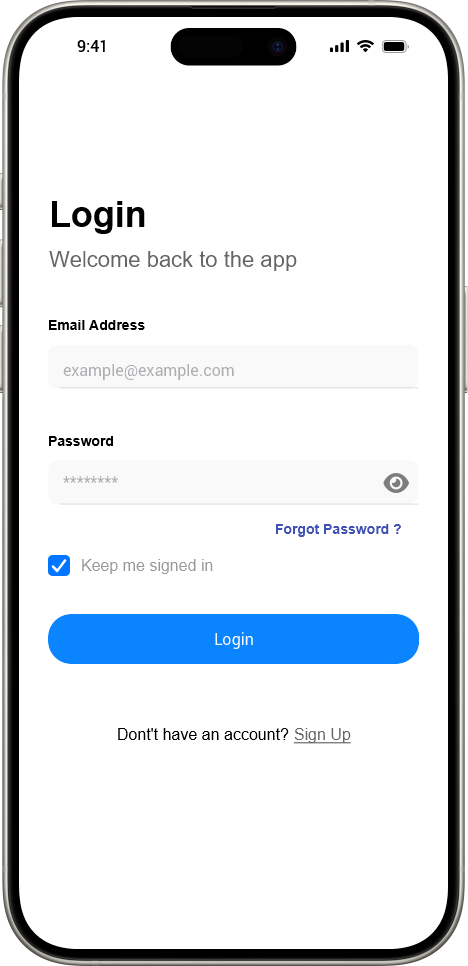 9:41
Login
Welcome back to the app
Email Address
example@example.com
Password
********
Forgot Password ?
Keep me signed in
Login
Dont't have an account? Sign Up